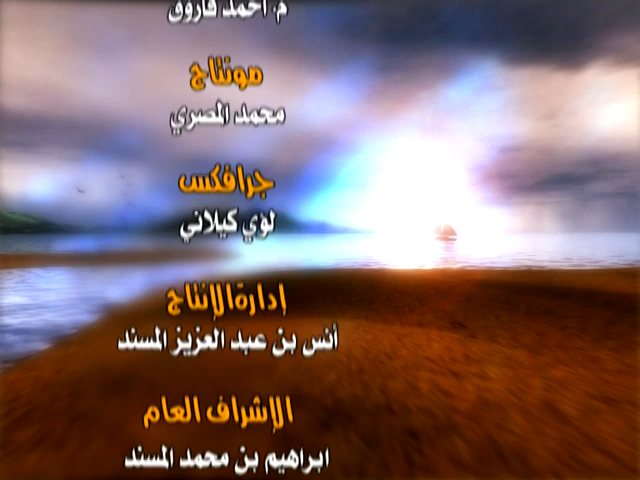 م. أحمد فاروق
مونتاج
محمد المصري
جرافكس
لؤي كيلاني
إدارة الإنتاج
أنس بن عبد العزيز المسند
الإشراف العام
ابراهيم بن محمد المسند